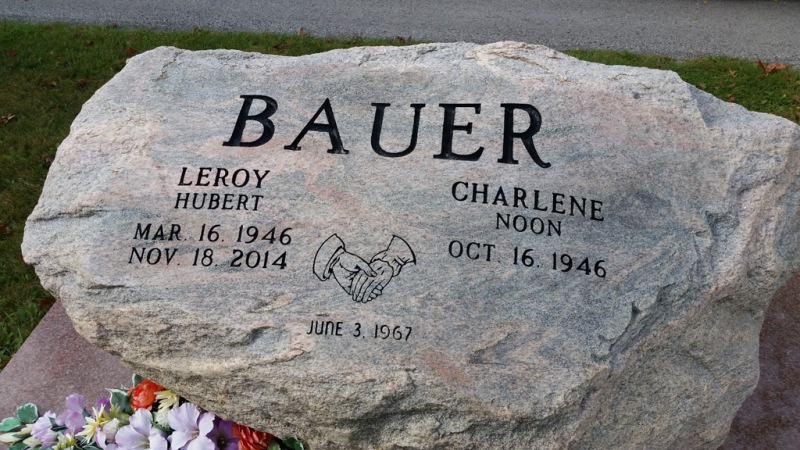 BAUER
LEROY
HUBERT
MAR. 16. 1946
NOV. 18. 2014
CHARLENE
NOON
OCT. 16. 1946
JUNE 3, 1967